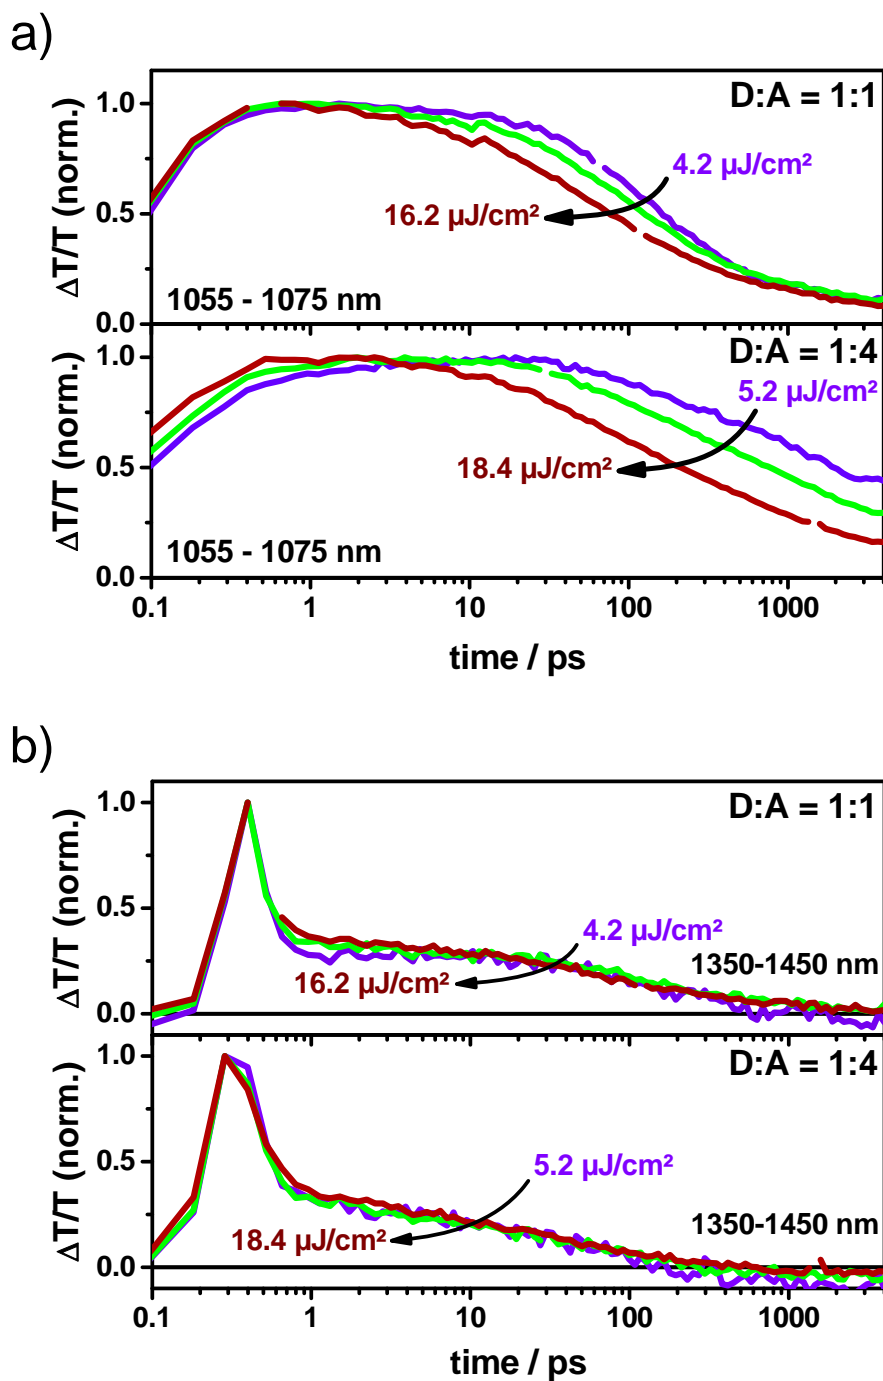 a)
D:A = 1:1
1.0
4.2 µJ/cm²
0.5
16.2 µJ/cm²
ΔT/T (norm.)
1055 - 1075 nm
0.0
D:A = 1:4
1.0
5.2 µJ/cm²
0.5
18.4 µJ/cm²
ΔT/T (norm.)
1055 - 1075 nm
0.0
0.1 1 10 100 1000
time / ps
b)
1.0
D:A = 1:1
0.5
4.2 µJ/cm²
1350-1450 nm
16.2 µJ/cm²
ΔT/T (norm.)
0.0
1.0
D:A = 1:4
0.5
5.2 µJ/cm²
1350-1450 nm
18.4 µJ/cm²
ΔT/T (norm.)
0.0
0.1 1 10 100 1000
time / ps